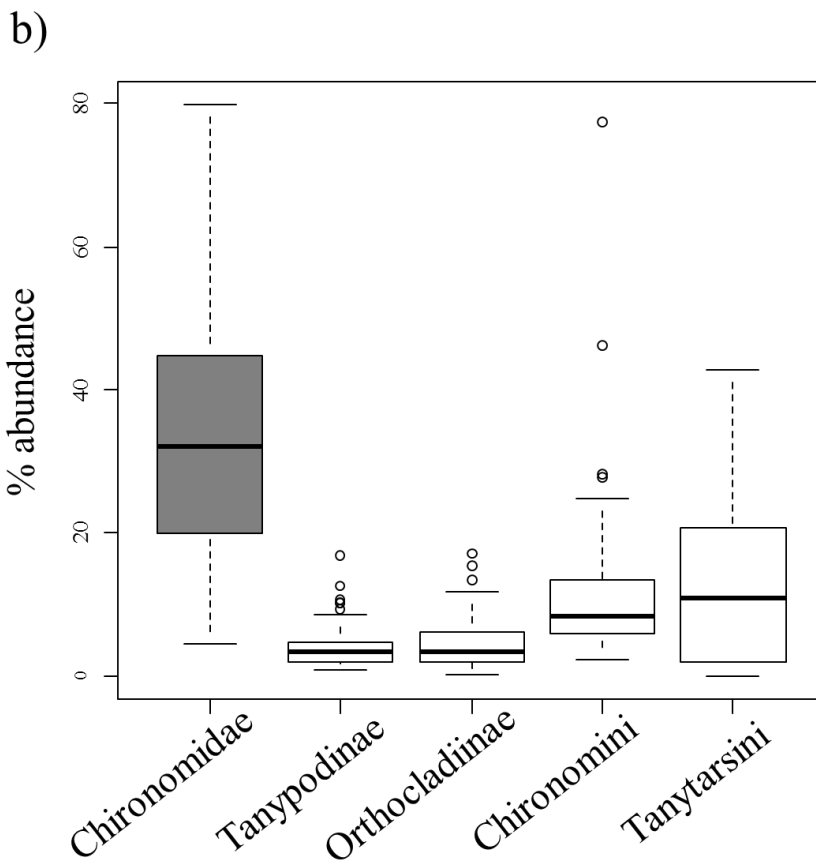 b)
% abundance
80
60
40
20
0
Chironomidae
Tanypodinae
Orthocladiinae
Chironomini
Tanytarsini